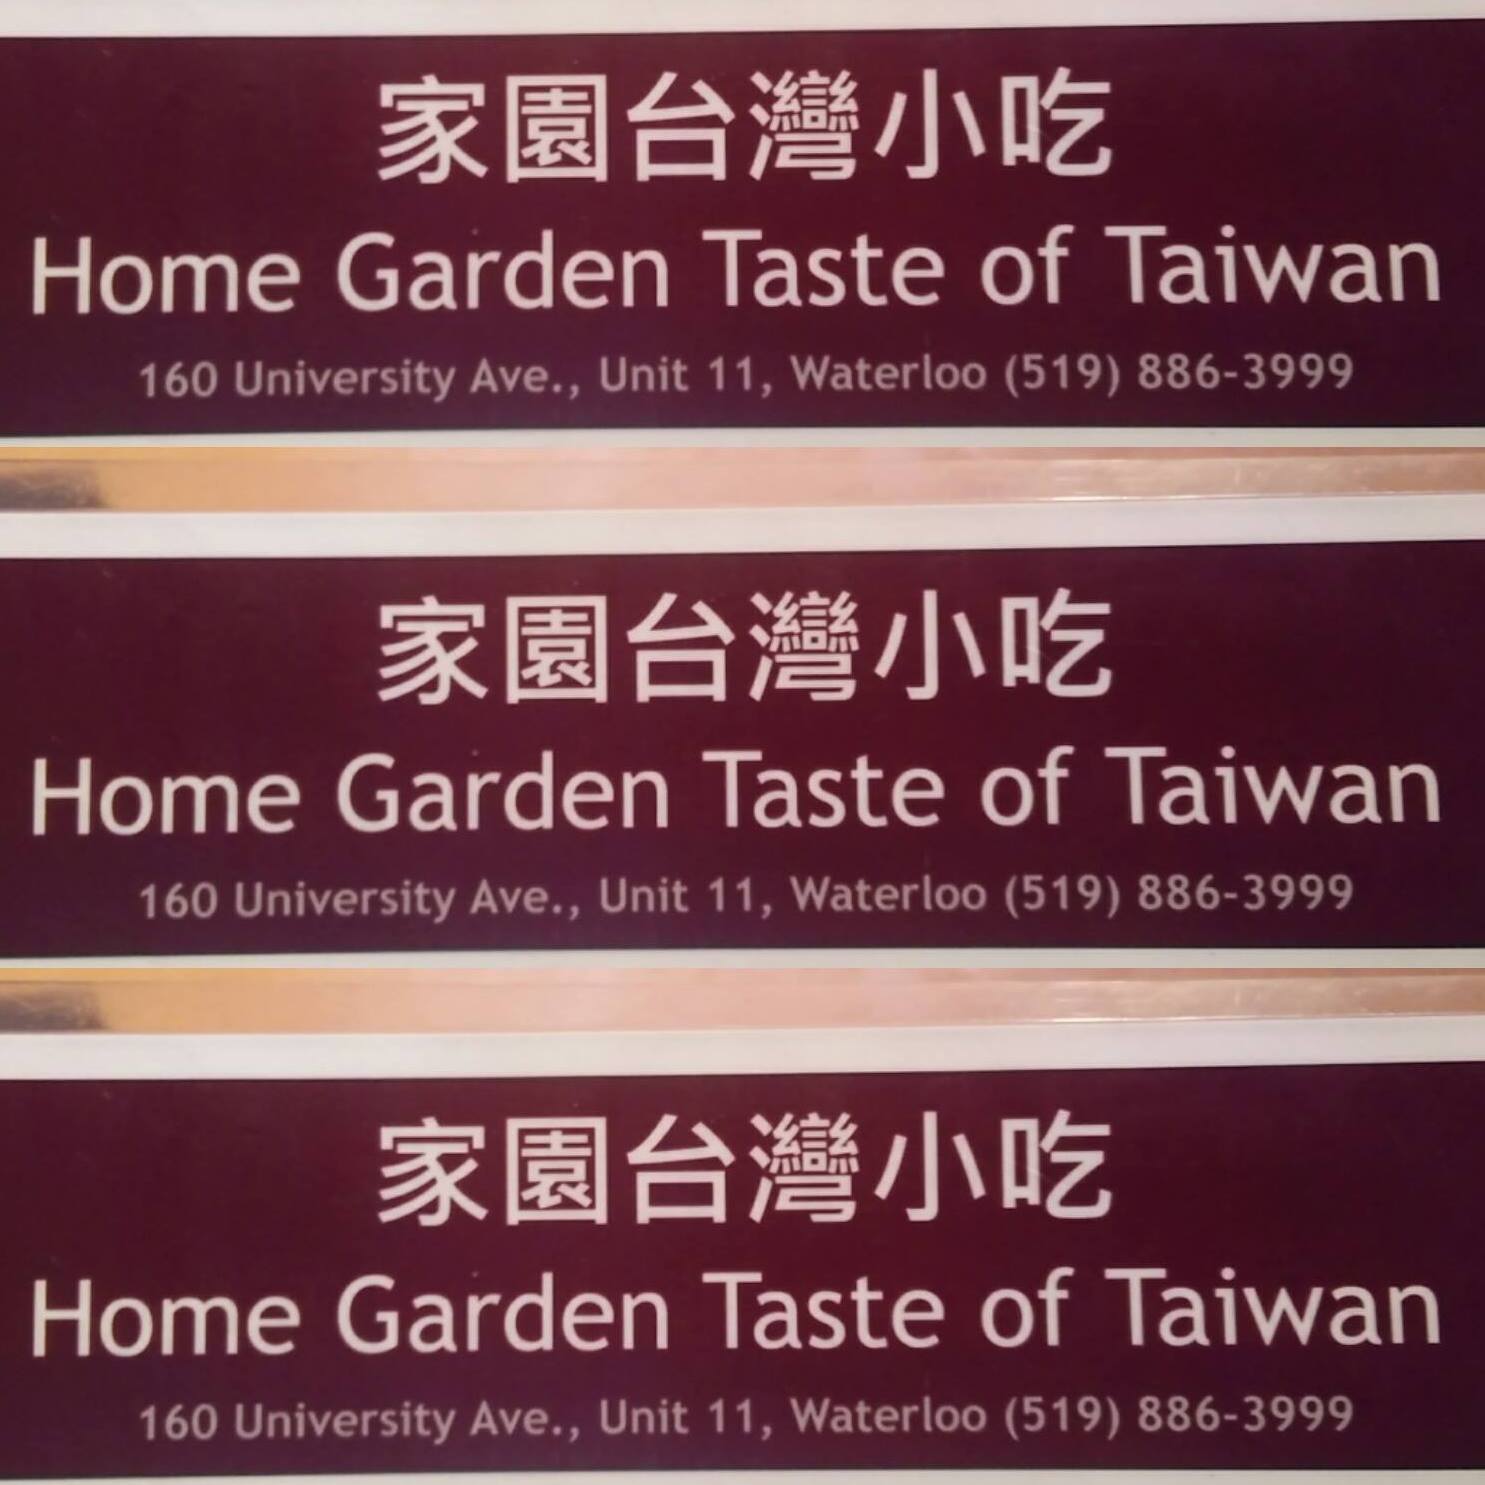 家園台灣小吃
Home Garden Taste of Taiwan
160 University Ave., Unit 11, Waterloo (519) 886-3999
家園台灣小吃
Home Garden Taste of Taiwan
160 University Ave., Unit 11, Waterloo (519) 886-3999
家園台灣小吃
Home Garden Taste of Taiwan
160 University Ave., Unit 11, Waterloo (519) 886-3999